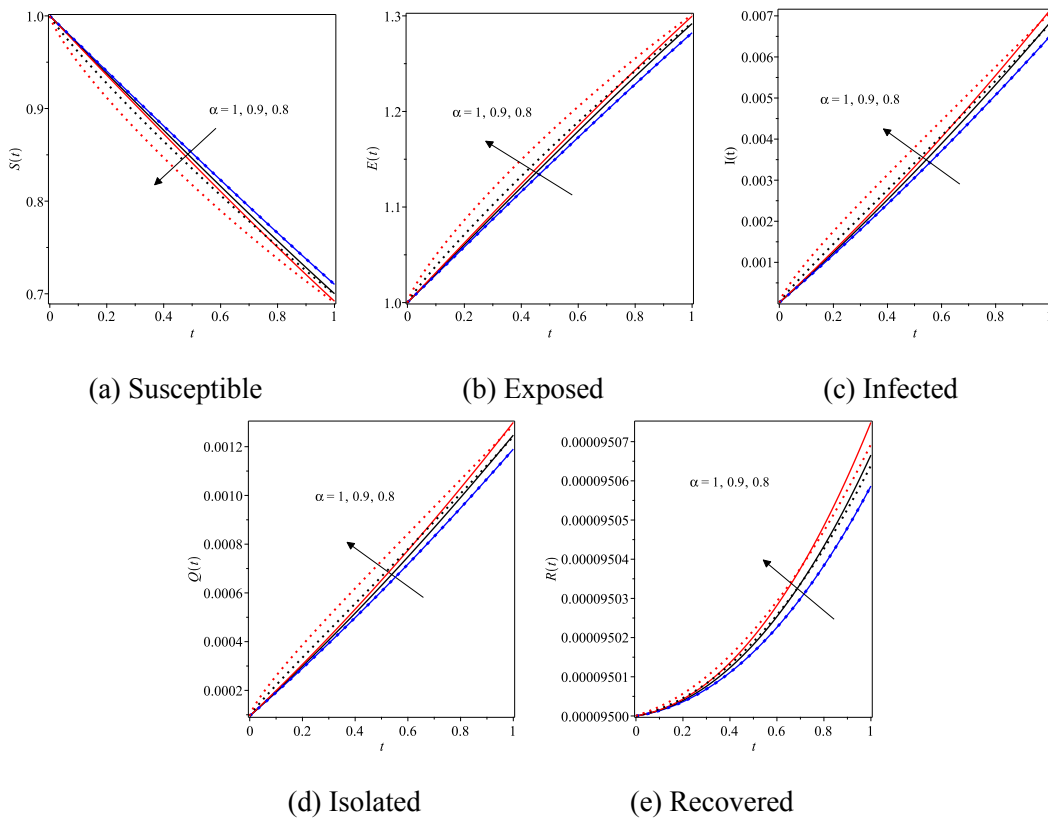 1.0
0.9
0.8
0.7
S(t)
α = 1, 0.9, 0.8
0 0.2 0.4 0.6 0.8 1
t
(a) Susceptible
1.3
1.2
1.1
1.0
E(t)
α = 1, 0.9, 0.8
0 0.2 0.4 0.6 0.8 1
t
(b) Exposed
0.007
0.006
0.005
0.004
0.003
0.002
0.001
I(t)
α = 1, 0.9, 0.8
0 0.2 0.4 0.6 0.8 1
t
(c) Infected
0.0012
0.0010
0.0008
0.0006
0.0004
0.0002
Q(t)
α = 1, 0.9, 0.8
0 0.2 0.4 0.6 0.8 1
t
(d) Isolated
0.00009507
0.00009506
0.00009505
0.00009504
0.00009503
0.00009502
0.00009501
0.00009500
R(t)
α = 1, 0.9, 0.8
0 0.2 0.4 0.6 0.8 1
t
(e) Recovered